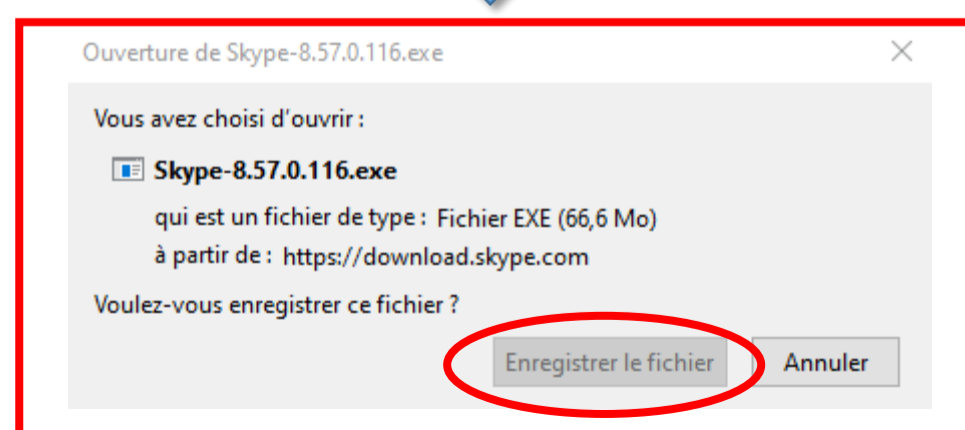 Ouverture de Skype-8.57.0.116.exe
Vous avez choisi d'ouvrir :
Skype-8.57.0.116.exe
qui est un fichier de type : Fichier EXE (66,6 Mo)
à partir de : https://download.skype.com
Voulez-vous enregistrer ce fichier ?
Enregistrer le fichier Annuler